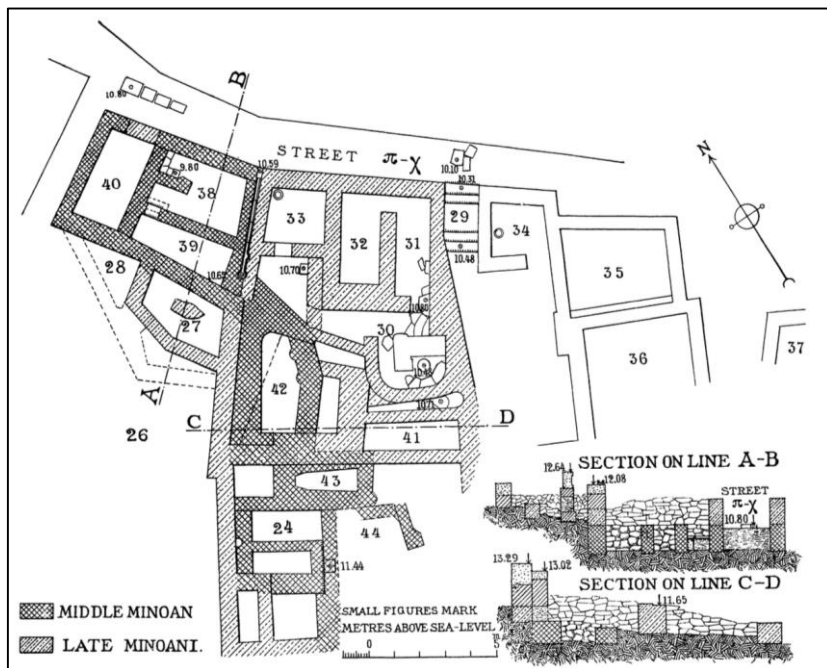 B
10.80
N
STREET π-χ
10.59
9.80
10.10
10.31
40
38
33
32
31
29
34
39
10.48
35
28
10.62
10.70
10.80
27
30
36
37
A
42
10.48
10.71
C
D
26
41
43
12.64
SECTION ON LINE A-B
12.08
STREET
π-χ
10.80
24
44
11.44
13.29
13.02
SECTION ON LINE C-D
11.65
MIDDLE MINOAN
LATE MINOAN I.
SMALL FIGURES MARK
METRES ABOVE SEA-LEVEL
0
5